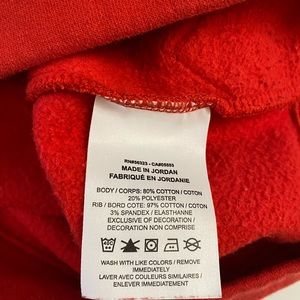 RN#56323 - CA#05553
MADE IN JORDAN
FABRIQUÉ EN JORDANIE
BODY / CORPS: 80% COTTON / COTON
20% POLYESTER
RIB / BORD COTE: 97% COTTON / COTON
3% SPANDEX / ELASTHANNE
EXCLUSIVE OF DECORATION /
DECORATION NON COMPRISE
WASH WITH LIKE COLORS / REMOVE
IMMEDIATELY
LAVER AVEC COULEURS SIMILAIRES /
ENLEVER IMMEDIATEMENT